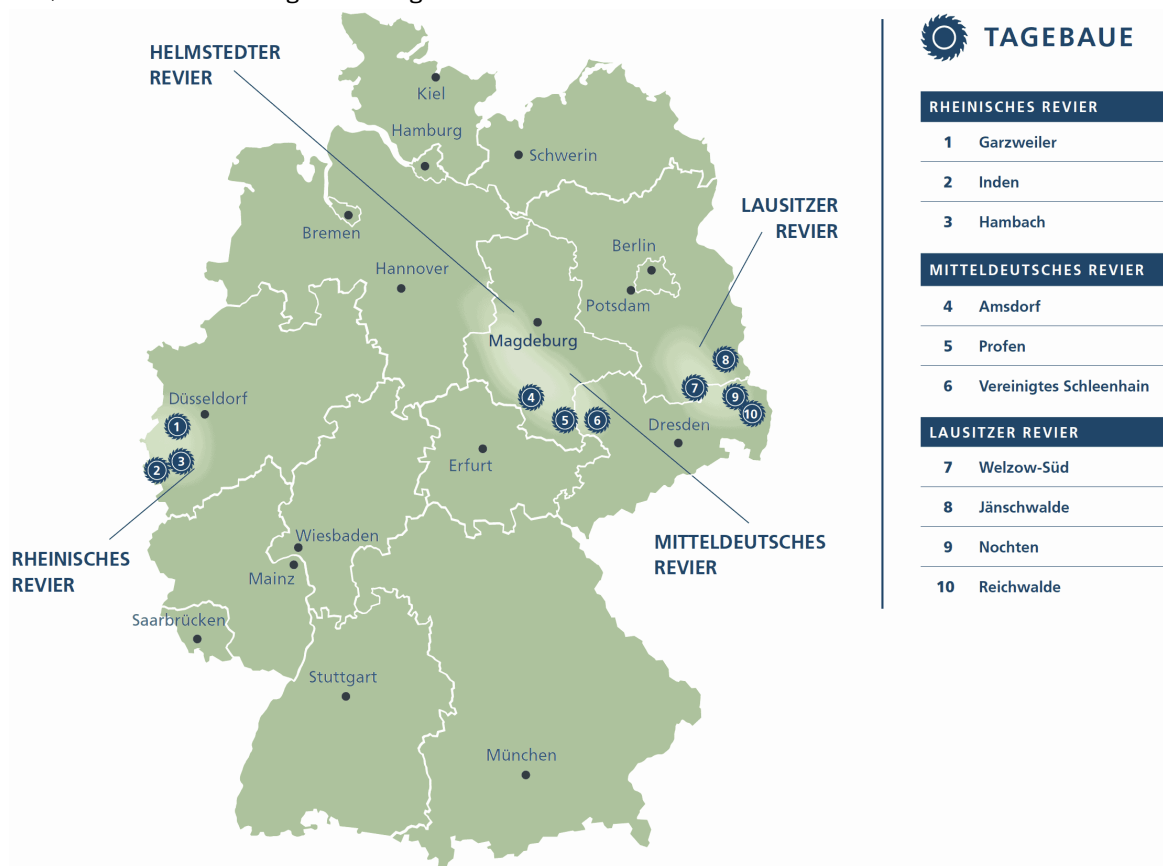 HELMSTEDTER
REVIER
Kiel
Hamburg
Schwerin
Bremen
LAUSITZER
REVIER
Berlin
Hannover
Potsdam
Magdeburg
8
7
4
9
10
Düsseldorf
1
5
6
Dresden
3
2
Erfurt
RHEINISCHES
REVIER
Wiesbaden
MITTELDEUTSCHES
REVIER
Mainz
Saarbrücken
Stuttgart
München
TAGEBAUE
RHEINISCHES REVIER
1 Garzweiler
2 Inden
3 Hambach
MITTELDEUTSCHES REVIER
4 Amsdorf
5 Profen
6 Vereinigtes Schleenhain
LAUSITZER REVIER
7 Welzow-Süd
8 Jänschwalde
9 Nochten
10 Reichwalde